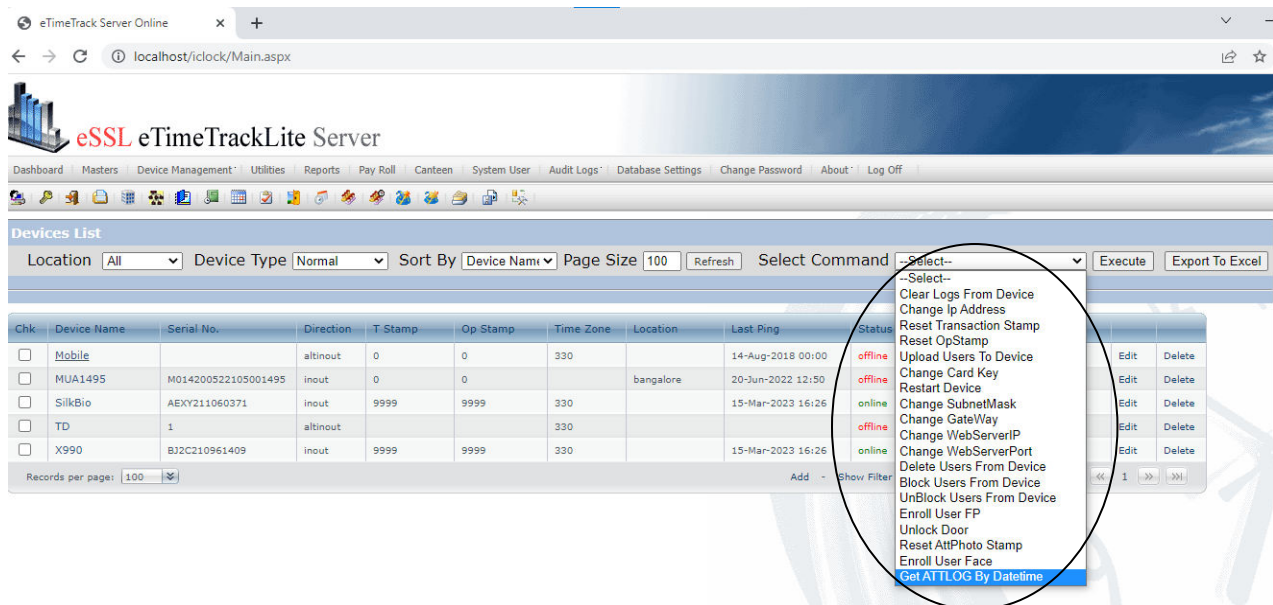 eTimeTrack Server Online
localhost/iclock/Main.aspx
eSSL eTimeTrackLite Server
Dashboard Masters Device Management Utilities Reports Pay Roll Canteen System User Audit Logs Database Settings Change Password About Log Off
Devices List
Location All Device Type Normal Sort By Device Name Page Size 100 Refresh Select Command --Select-- Execute Export To Excel
--Select--
Clear Logs From Device
Change Ip Address
Reset Transaction Stamp
Reset OpStamp
Upload Users To Device
Change Card Key
Restart Device
Change SubnetMask
Change GateWay
Change WebServerIP
Change WebServerPort
Delete Users From Device
Block Users From Device
UnBlock Users From Device
Enroll User FP
Unlock Door
Reset AttPhoto Stamp
Enroll User Face
Get ATTLOG By Datetime
Chk Device Name Serial No. Direction T Stamp Op Stamp Time Zone Location Last Ping Status
Mobile altinout 0 0 330 14-Aug-2018 00:00 offline Edit Delete
MUA1495 M014200522105001495 inout 0 0 bangalore 20-Jun-2022 12:50 offline Edit Delete
SilkBio AEXY211060371 inout 9999 9999 330 15-Mar-2023 16:26 online Edit Delete
TD 1 altinout 330 offline Edit Delete
X990 BJ2C210961409 inout 9999 9999 330 15-Mar-2023 16:26 online Edit Delete
Records per page: 100 Add - Show Filter 1